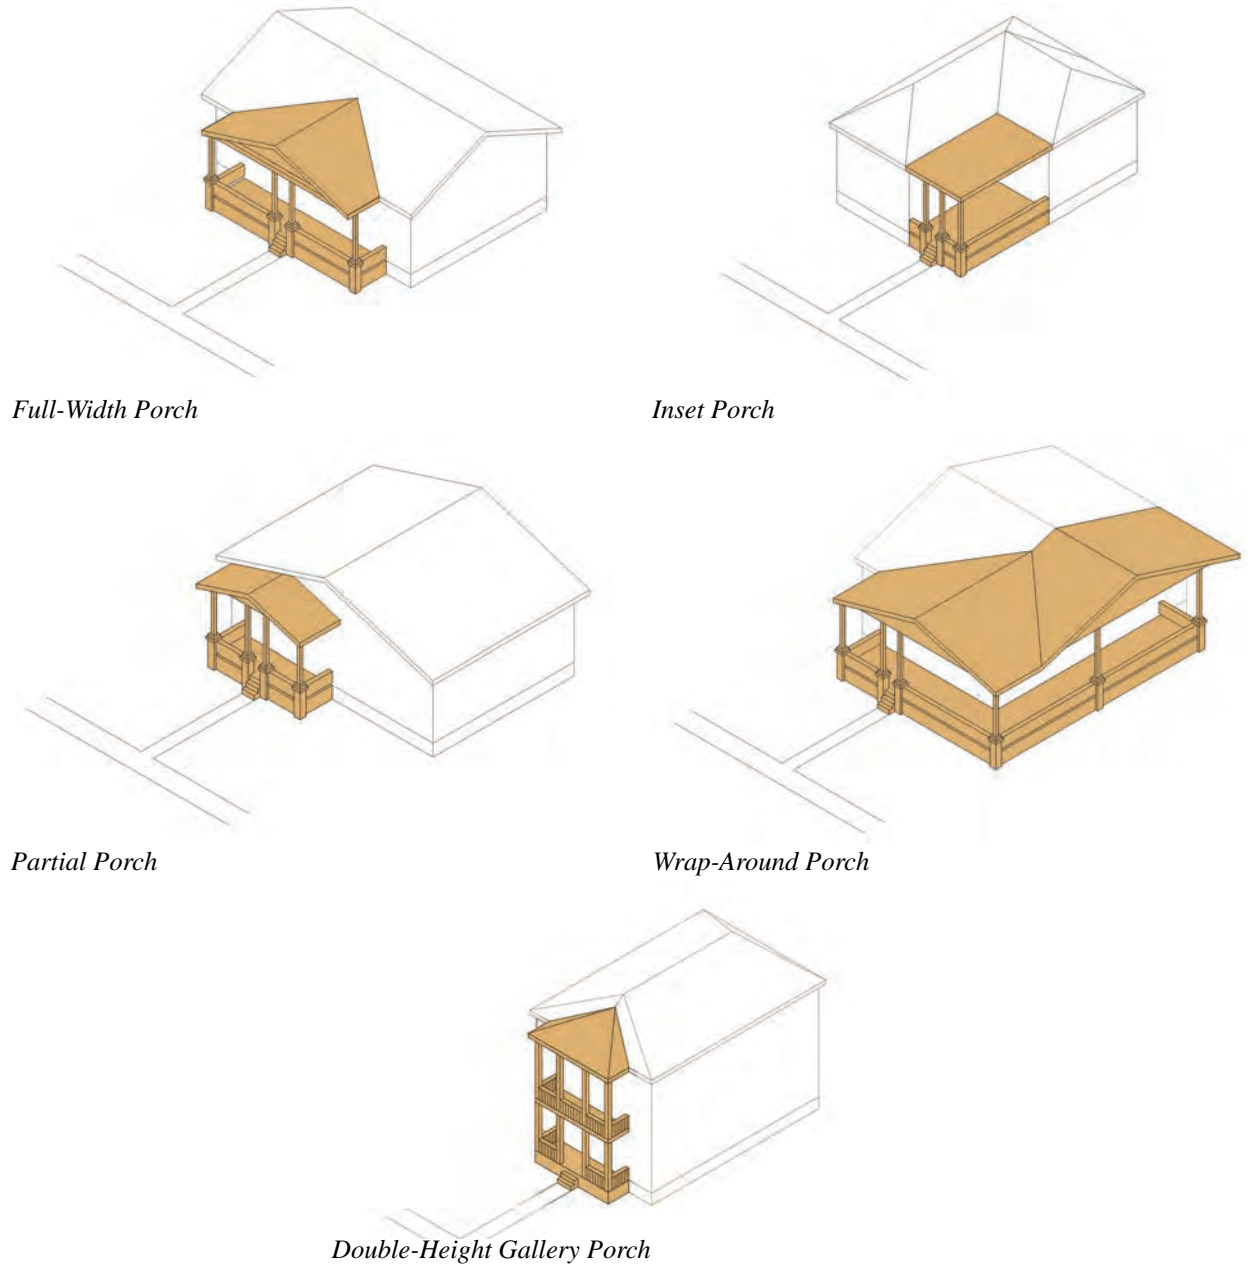 Full-Width Porch
Inset Porch
Partial Porch
Wrap-Around Porch
Double-Height Gallery Porch